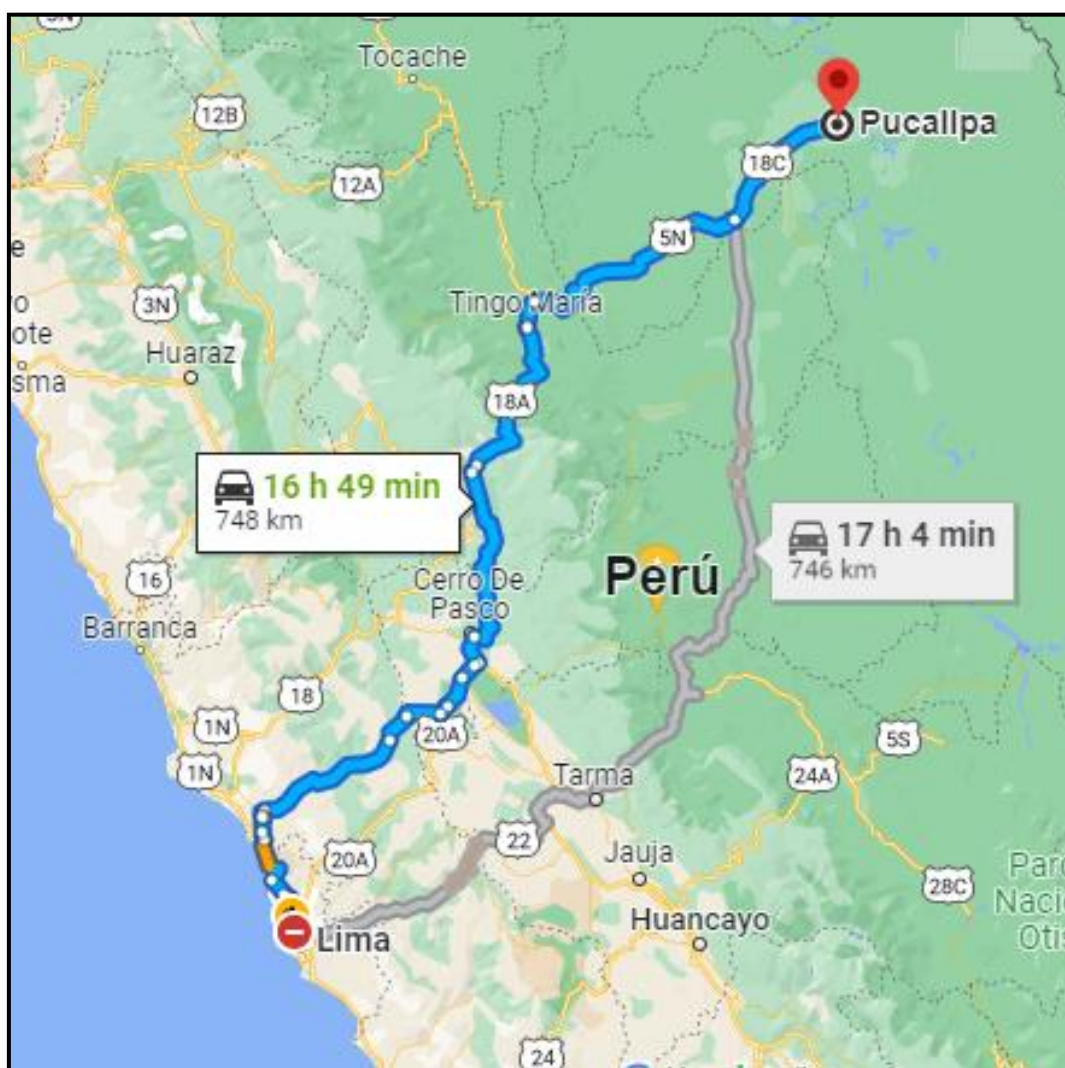 3N
5N
Tocache
12B
Pucallpa
18C
12A
5N
3N
Tingo María
Huaraz
18A
16 h 49 min
748 km
17 h 4 min
746 km
Perú
Cerro De
Pasco
16
Barranca
18
1N
20A
5S
1N
24A
Tarma
22
20A
Jauja
28C
Huancayo
Lima
24